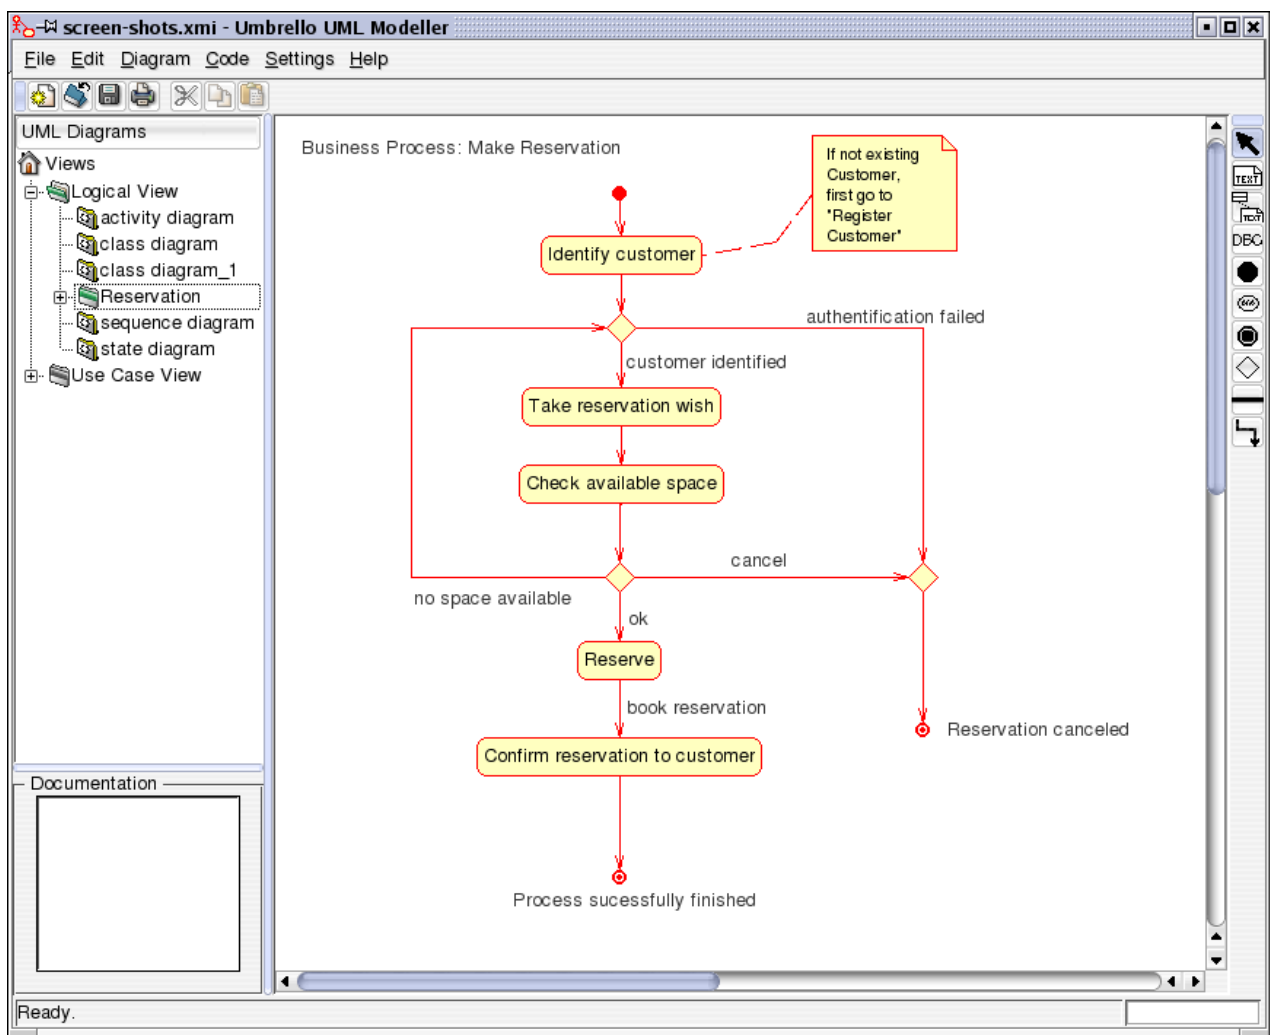 screen-shots.xmi - Umbrello UML Modeller
File Edit Diagram Code Settings Help
UML Diagrams
Views
Logical View
activity diagram
class diagram
class diagram_1
Reservation
sequence diagram
state diagram
Use Case View
Documentation
Business Process: Make Reservation
If not existing
Customer,
first go to
"Register
Customer"
Identify customer
authentification failed
customer identified
Take reservation wish
Check available space
cancel
no space available
ok
Reserve
book reservation
Reservation canceled
Confirm reservation to customer
Process sucessfully finished
TEXT
TEXT
DBC
Ready.